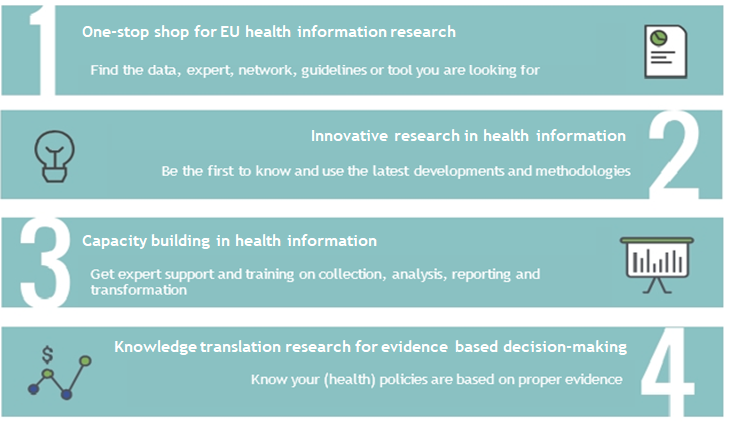 1
One-stop shop for EU health information research
Find the data, expert, network, guidelines or tool you are looking for
Innovative research in health information
2
Be the first to know and use the latest developments and methodologies
3
Capacity building in health information
Get expert support and training on collection, analysis, reporting and
transformation
$
Knowledge translation research for evidence based decision-making
4
Know your (health) policies are based on proper evidence